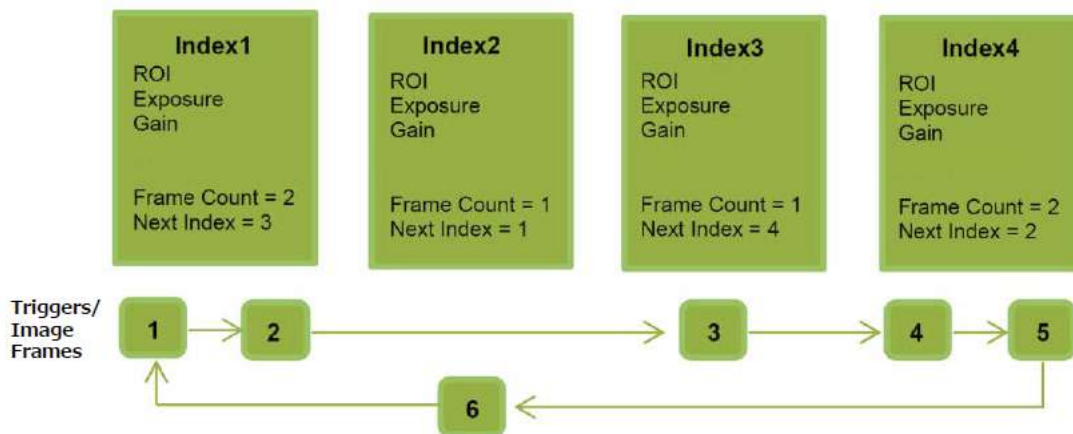 Index1
ROI
Exposure
Gain
Frame Count = 2
Next Index = 3
Index2
ROI
Exposure
Gain
Frame Count = 1
Next Index = 1
Index3
ROI
Exposure
Gain
Frame Count = 1
Next Index = 4
Index4
ROI
Exposure
Gain
Frame Count = 2
Next Index = 2
Triggers/
Image
Frames
1
2
3
4
5
6